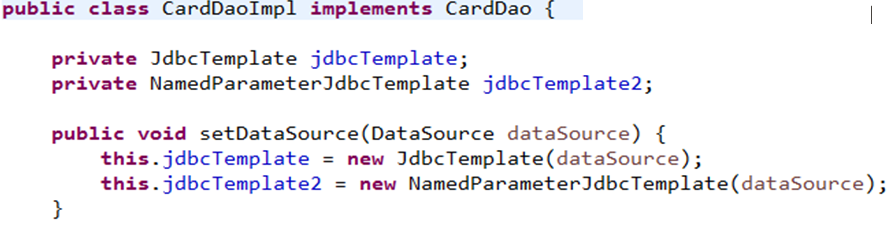 public class CardDaoImpl implements CardDao {
private JdbcTemplate jdbcTemplate;
private NamedParameterJdbcTemplate jdbcTemplate2;
public void setDataSource(DataSource dataSource) {
this.jdbcTemplate = new JdbcTemplate(dataSource);
this.jdbcTemplate2 = new NamedParameterJdbcTemplate(dataSource);
}